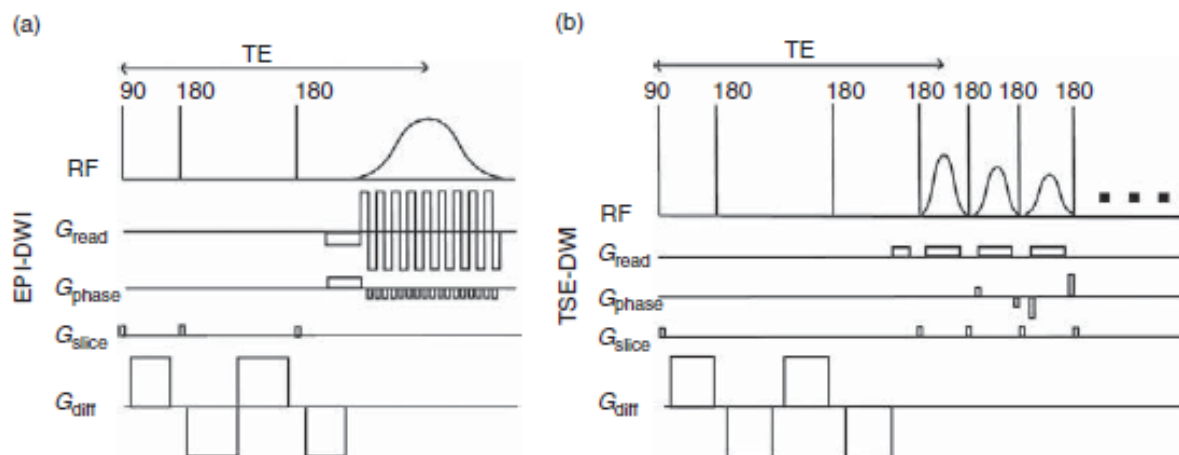 (a)
TE
90 180 180
RF
Gread
Gphase
Gslice
Gdiff
EPI-DWI
(b)
TE
90 180 180 180 180 180 180
RF
Gread
Gphase
Gslice
Gdiff
TSE-DWI